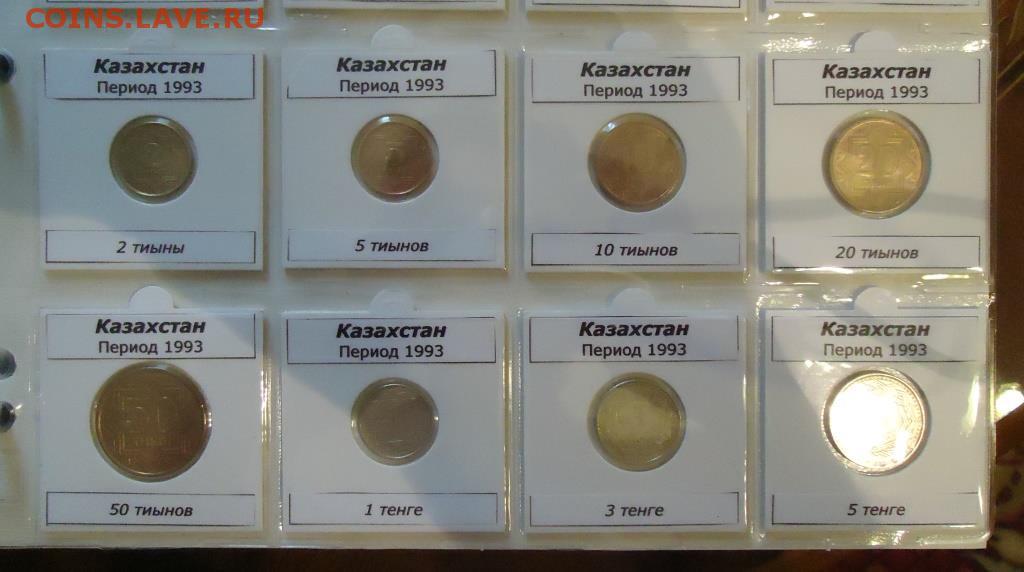 COINS.LAVE.РУ
Казахстан
Период 1993
2 тиыны
Казахстан
Период 1993
5 тиынов
Казахстан
Период 1993
10 тиынов
Казахстан
Период 1993
20 тиынов
Казахстан
Период 1993
50
50 тиынов
Казахстан
Период 1993
1 тенге
Казахстан
Период 1993
3 тенге
Казахстан
Период 1993
5 тенге